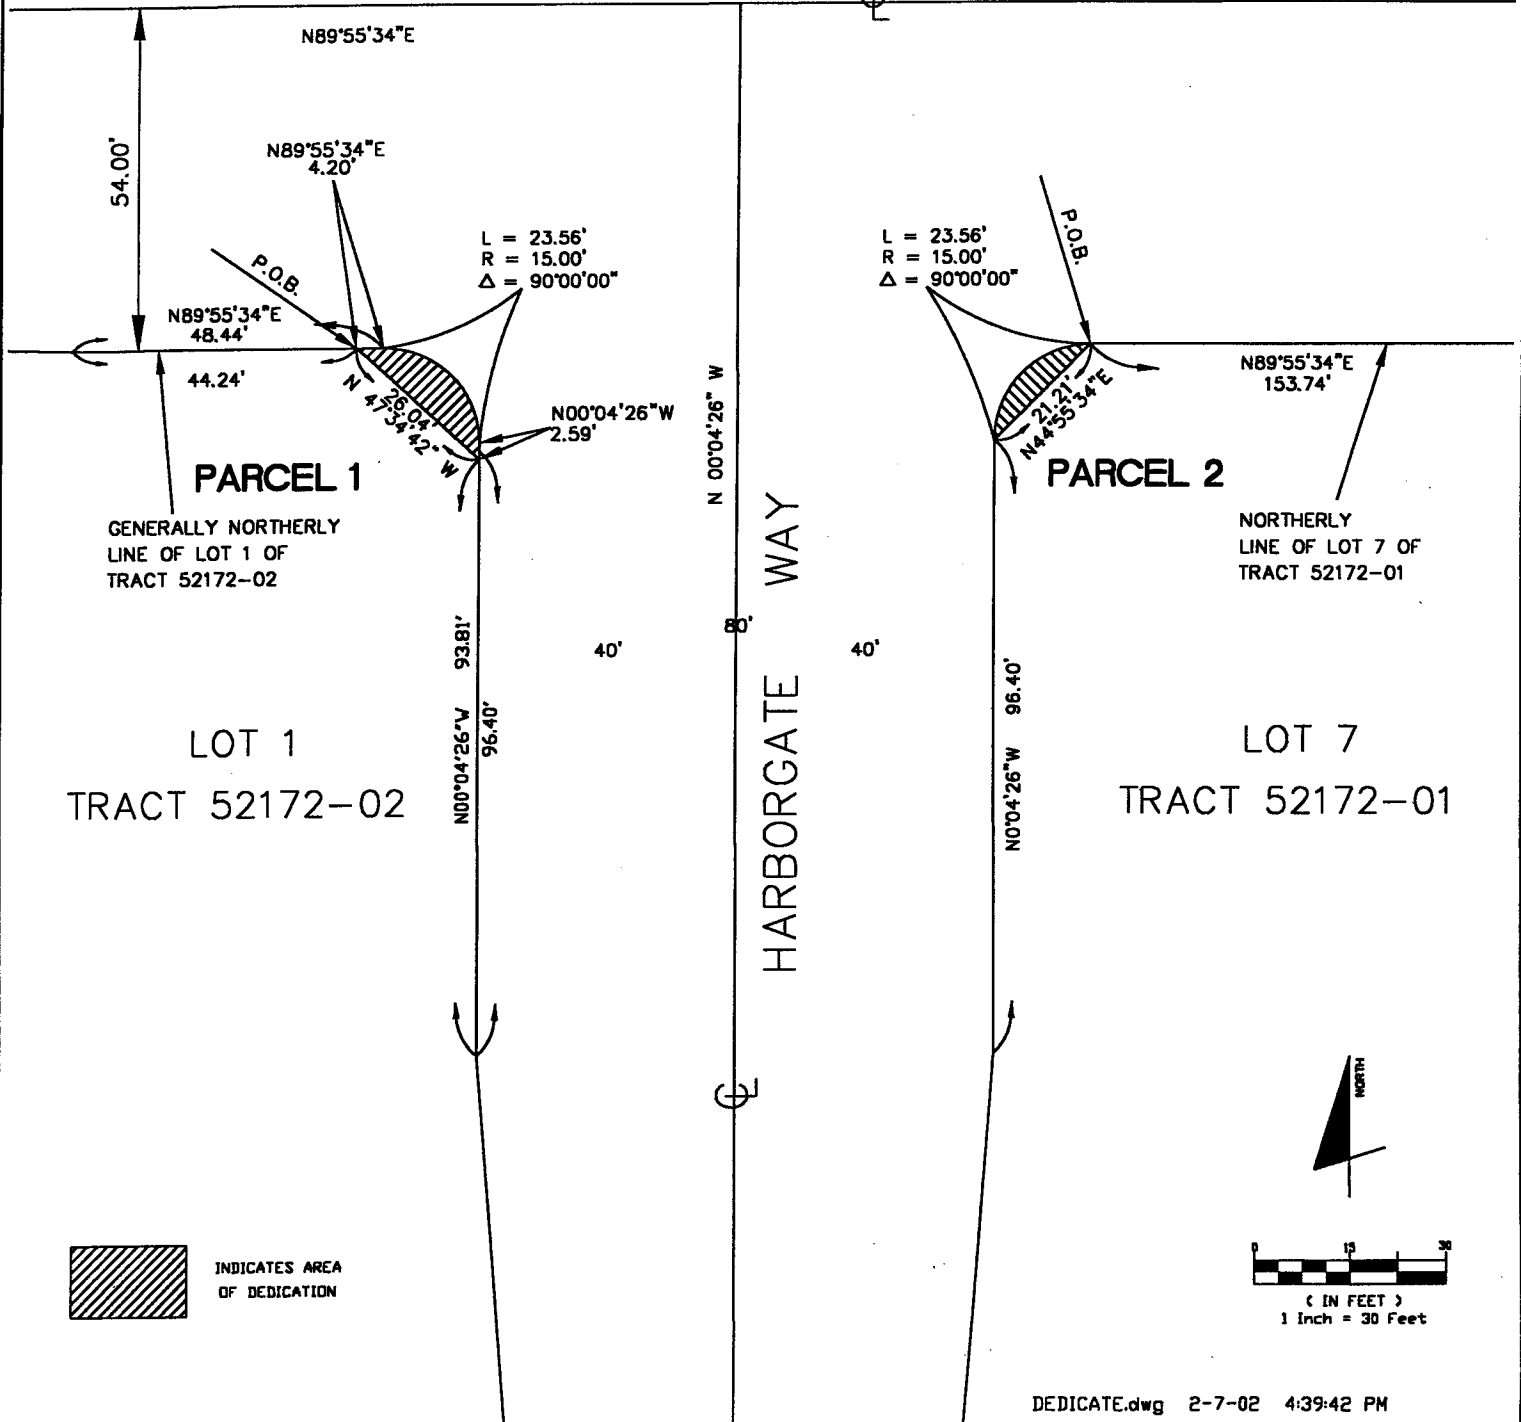 N89°55'34"E
54.00'
N89°55'34"E
4.20'
L = 23.56'
R = 15.00'
Δ = 90°00'00"
P.O.B.
N89°55'34"E
48.44'
44.24'
26.04'
N 47°34'42" W
N00°04'26"W
2.59'
PARCEL 1
GENERALLY NORTHERLY
LINE OF LOT 1 OF
TRACT 52172-02
N00°04'26"W 93.81'
96.40'
LOT 1
TRACT 52172-02
40'
80'
40'
N 00°04'26" W
HARBORGATE WAY
L = 23.56'
R = 15.00'
Δ = 90°00'00"
P.O.B.
21.21'
N44°55'34"E
N89°55'34"E
153.74'
PARCEL 2
NORTHERLY
LINE OF LOT 7 OF
TRACT 52172-01
N0°04'26"W 96.40'
LOT 7
TRACT 52172-01
NORTH
INDICATES AREA
OF DEDICATION
0 15 30
( IN FEET )
1 Inch = 30 Feet
DEDICATE.dwg 2-7-02 4:39:42 PM